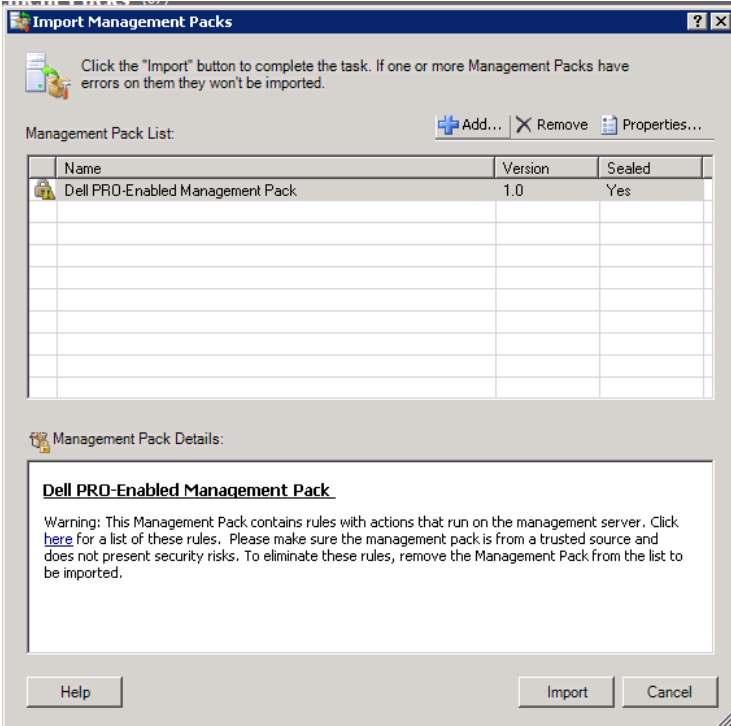 Import Management Packs
?
Click the "Import" button to complete the task. If one or more Management Packs have
errors on them they won't be imported.
Management Pack List:
Add... Remove Properties...
Name Version Sealed
Dell PRO-Enabled Management Pack 1.0 Yes
Management Pack Details:
Dell PRO-Enabled Management Pack
Warning: This Management Pack contains rules with actions that run on the management server. Click
here for a list of these rules. Please make sure the management pack is from a trusted source and
does not present security risks. To eliminate these rules, remove the Management Pack from the list to
be imported.
Help Import Cancel